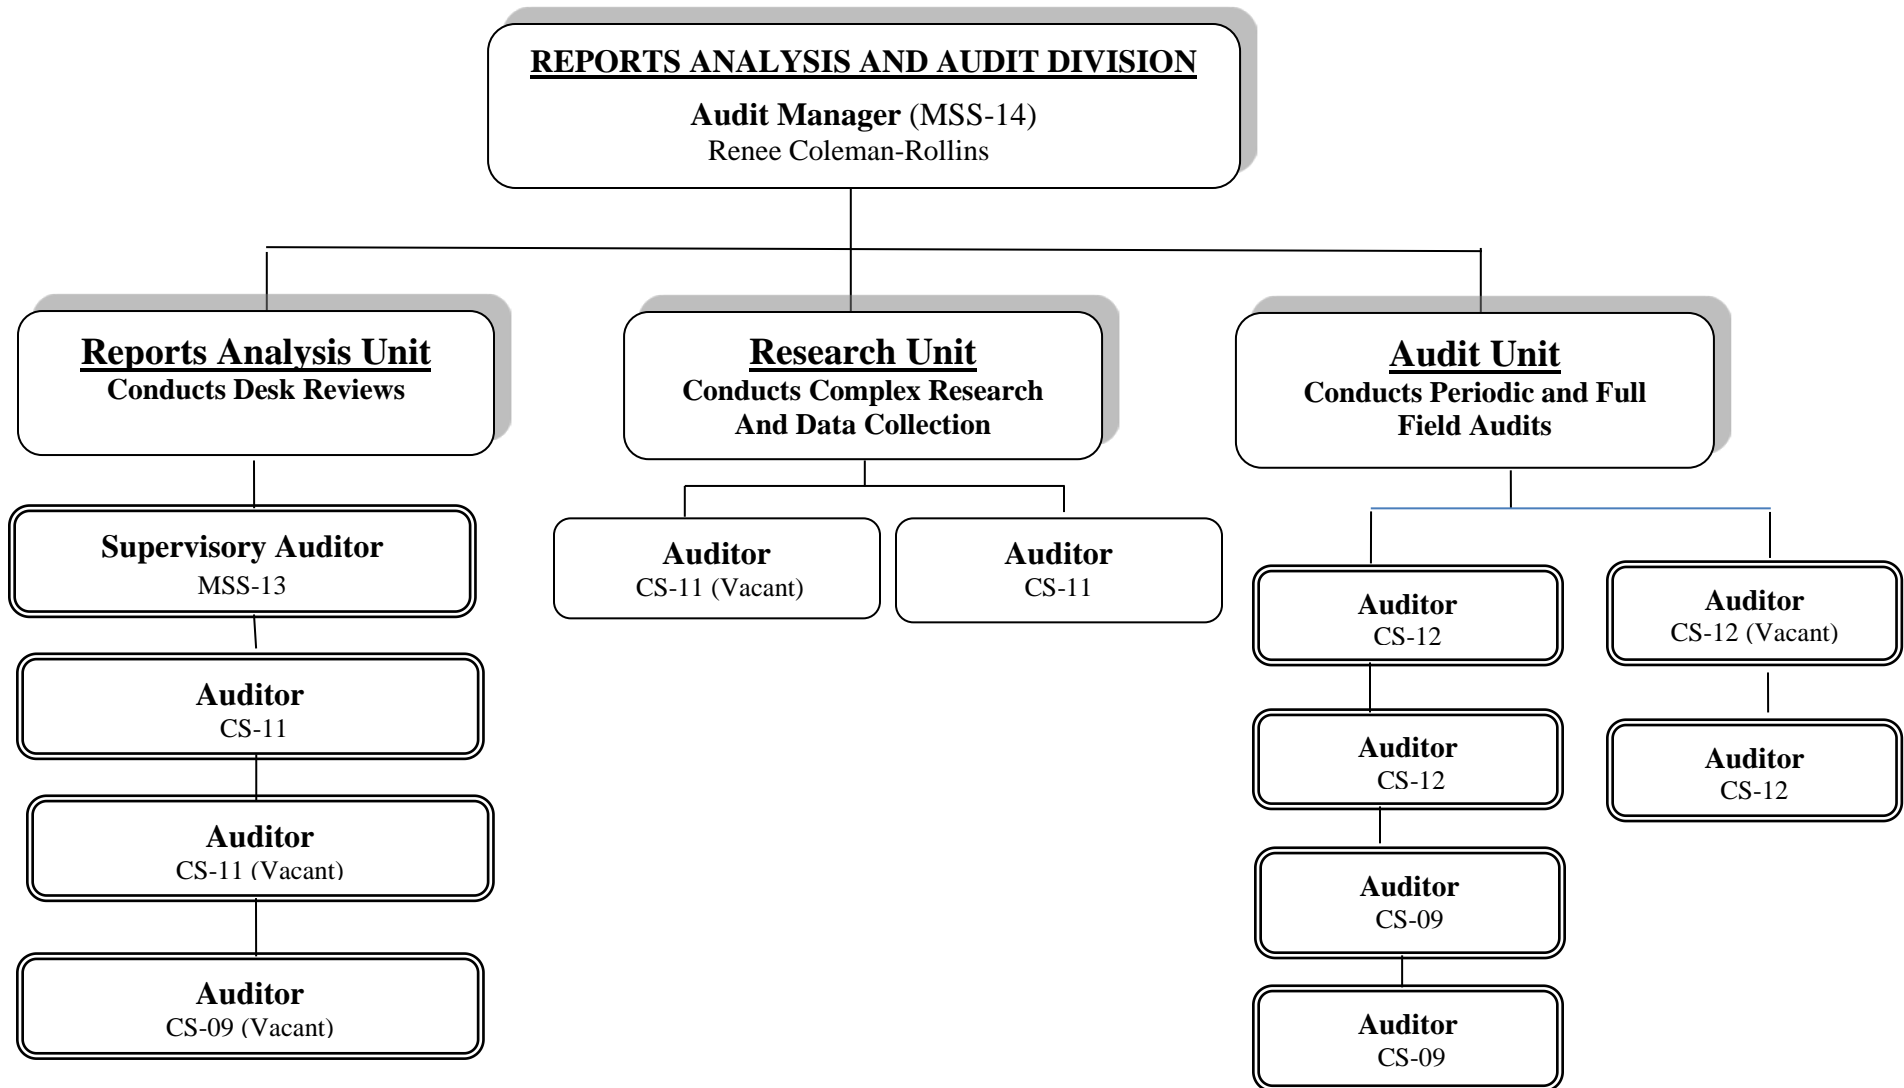 REPORTS ANALYSIS AND AUDIT DIVISION
Audit Manager (MSS-14)
Renee Coleman-Rollins
Reports Analysis Unit
Conducts Desk Reviews
Supervisory Auditor
MSS-13
Auditor
CS-11
Auditor
CS-11 (Vacant)
Auditor
CS-09 (Vacant)
Research Unit
Conducts Complex Research
And Data Collection
Auditor
CS-11 (Vacant)
Auditor
CS-11
Audit Unit
Conducts Periodic and Full
Field Audits
Auditor
CS-12
Auditor
CS-12
Auditor
CS-09
Auditor
CS-09
Auditor
CS-12 (Vacant)
Auditor
CS-12